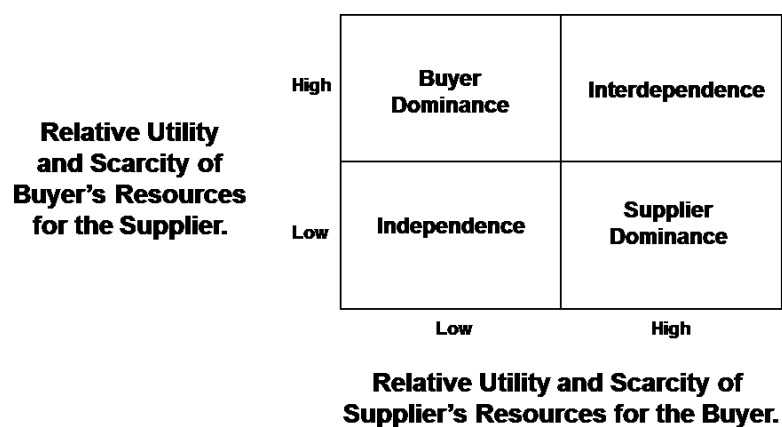 Relative Utility
and Scarcity of
Buyer's Resources
for the Supplier.
High
Buyer
Dominance
Interdependence
Low
Independence
Supplier
Dominance
Low
High
Relative Utility and Scarcity of
Supplier's Resources for the Buyer.